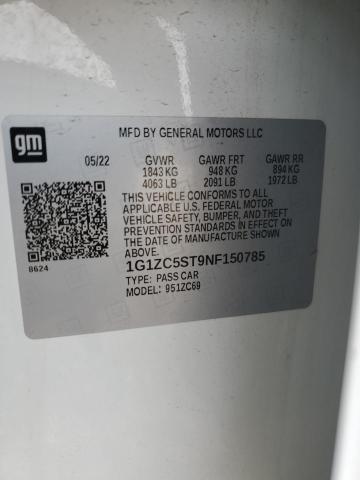 gm
MFD BY GENERAL MOTORS LLC
05/22 GVWR GAWR FRT GAWR RR
1843 KG 948 KG 894 KG
4063 LB 2091 LB 1972 LB
THIS VEHICLE CONFORMS TO ALL
APPLICABLE U.S. FEDERAL MOTOR
VEHICLE SAFETY, BUMPER, AND THEFT
PREVENTION STANDARDS IN EFFECT ON
THE DATE OF MANUFACTURE SHOWN
ABOVE.
8624
1G1ZC5ST9NF150785
TYPE: PASS CAR
MODEL: 951ZC69